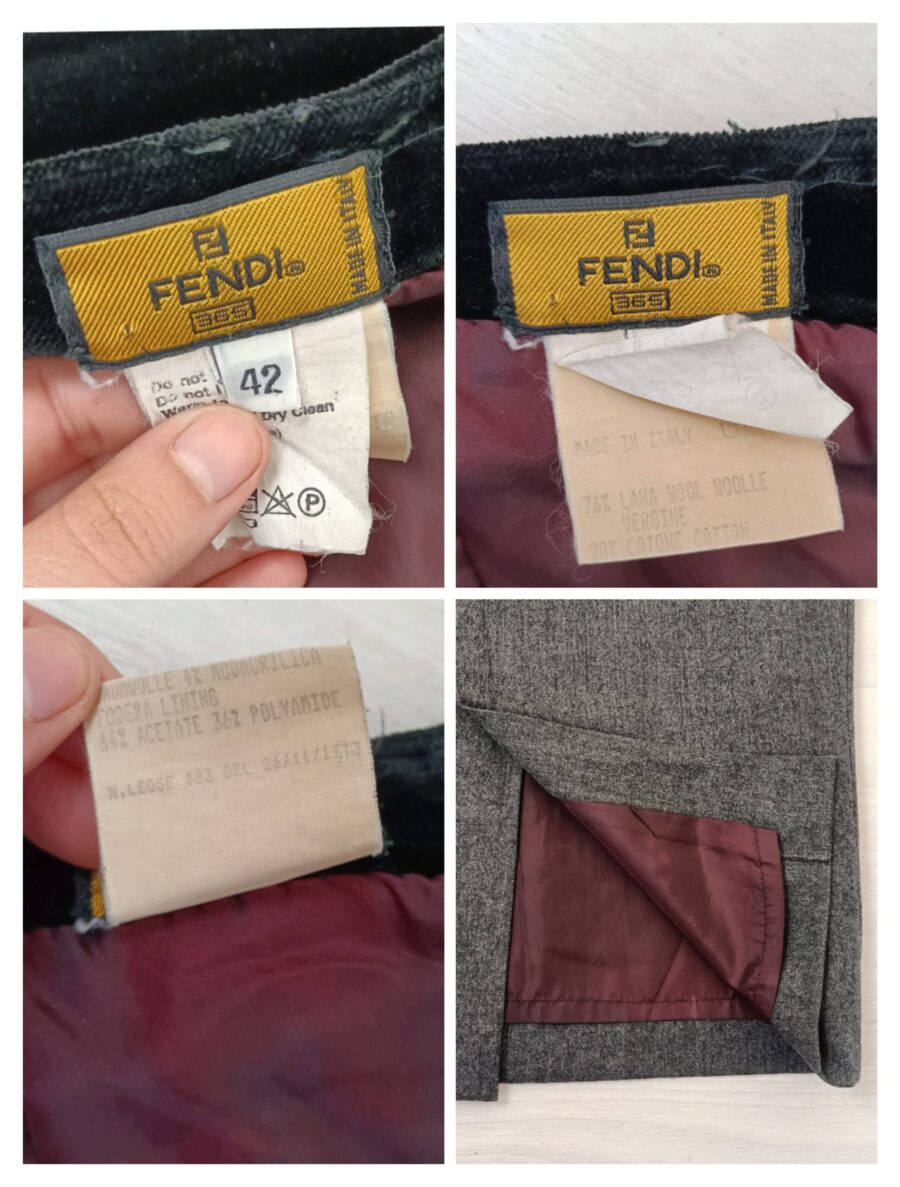 FENDI®
365
MADE IN ITALY
L
42
Do not
Do not
Dry Clean
P
FENDI®
365
MADE IN ITALY
L
MADE IN ITALY
76% LANA WOOL WOLLE
VERGINE
20% COTONE COTTON
4% MODACRILICA
FODERA LINING
64% ACETATE 36% POLYAMIDE
N.LEGGE 883 DEL 26/11/1973